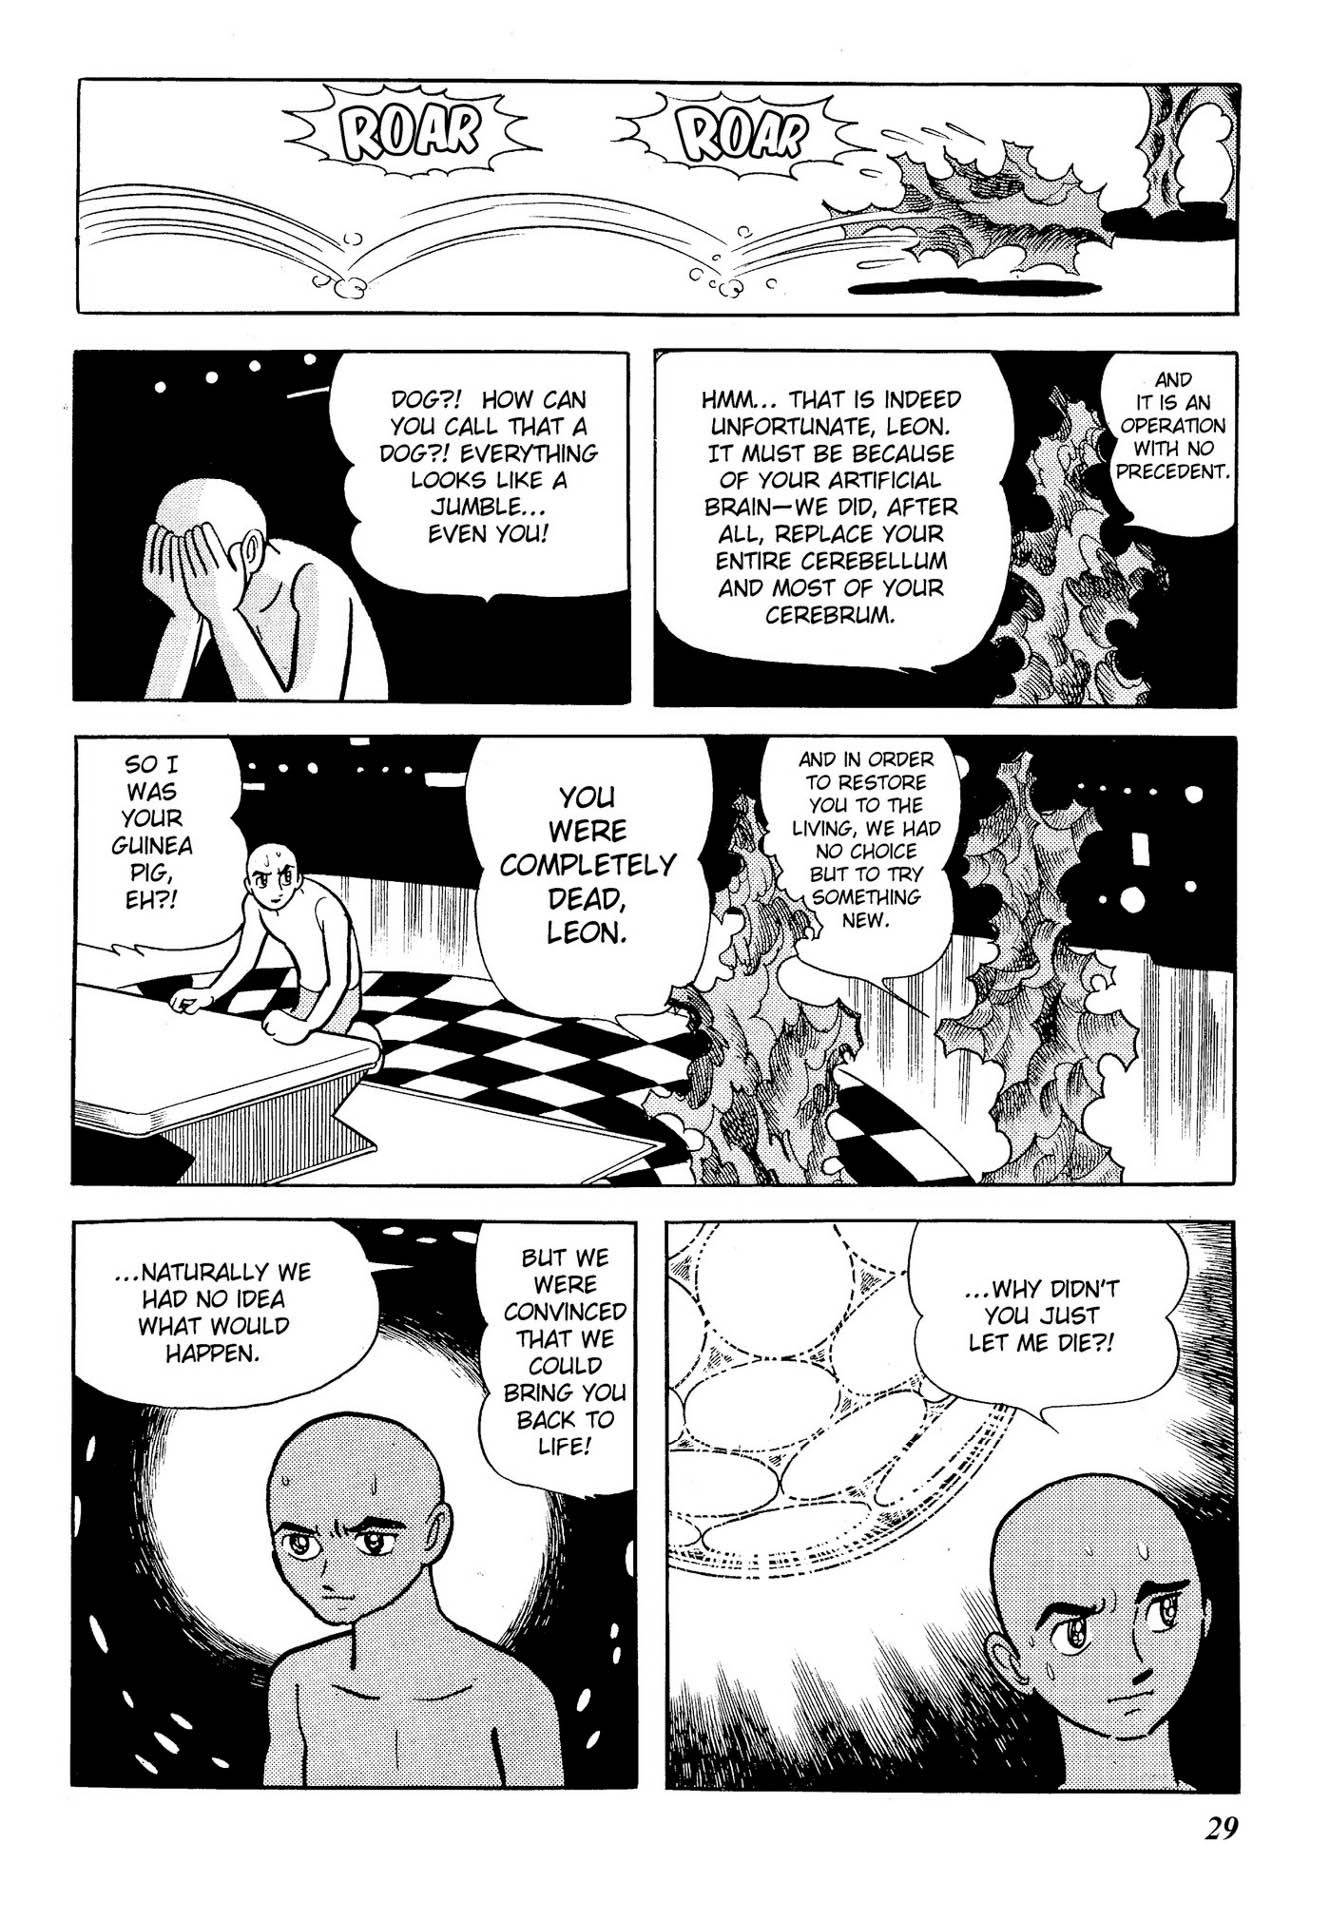 ROAR
ROAR
DOG?! HOW CAN
YOU CALL THAT A
DOG?! EVERYTHING
LOOKS LIKE A
JUMBLE...
EVEN YOU!
HMM... THAT IS INDEED
UNFORTUNATE, LEON.
IT MUST BE BECAUSE
OF YOUR ARTIFICIAL
BRAIN—WE DID, AFTER
ALL, REPLACE YOUR
ENTIRE CEREBELLUM
AND MOST OF YOUR
CEREBRUM.
AND
IT IS AN
OPERATION
WITH NO
PRECEDENT.
SO I
WAS
YOUR
GUINEA
PIG,
EH?!
YOU
WERE
COMPLETELY
DEAD,
LEON.
AND IN ORDER
TO RESTORE
YOU TO THE
LIVING, WE HAD
NO CHOICE
BUT TO TRY
SOMETHING
NEW.
...NATURALLY WE
HAD NO IDEA
WHAT WOULD
HAPPEN.
BUT WE
WERE
CONVINCED
THAT WE
COULD
BRING YOU
BACK TO
LIFE!
...WHY DIDN'T
YOU JUST
LET ME DIE?!
29